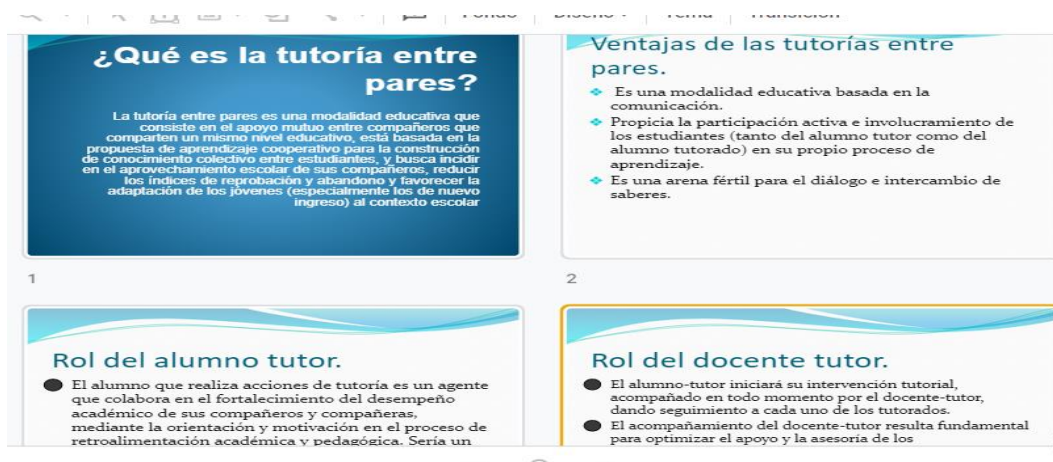 Fondo Diseño Tema Transición
¿Qué es la tutoría entre
pares?
La tutoría entre pares es una modalidad educativa que
consiste en el apoyo mutuo entre compañeros que
comparten un mismo nivel educativo, está basada en la
propuesta de aprendizaje cooperativo para la construcción
de conocimiento colectivo entre estudiantes, y busca incidir
en el aprovechamiento escolar de sus compañeros, reducir
los índices de reprobación y abandono y favorecer la
adaptación de los jóvenes (especialmente los de nuevo
ingreso) al contexto escolar
1
Ventajas de las tutorías entre
pares.
Es una modalidad educativa basada en la
comunicación.
Propicia la participación activa e involucramiento de
los estudiantes (tanto del alumno tutor como del
alumno tutorado) en su propio proceso de
aprendizaje.
Es una arena fértil para el diálogo e intercambio de
saberes.
2
Rol del alumno tutor.
El alumno que realiza acciones de tutoría es un agente
que colabora en el fortalecimiento del desempeño
académico de sus compañeros y compañeras,
mediante la orientación y motivación en el proceso de
retroalimentación académica y pedagógica. Sería un
Rol del docente tutor.
El alumno-tutor iniciará su intervención tutorial,
acompañado en todo momento por el docente-tutor,
dando seguimiento a cada uno de los tutorados.
El acompañamiento del docente-tutor resulta fundamental
para optimizar el apoyo y la asesoría de los